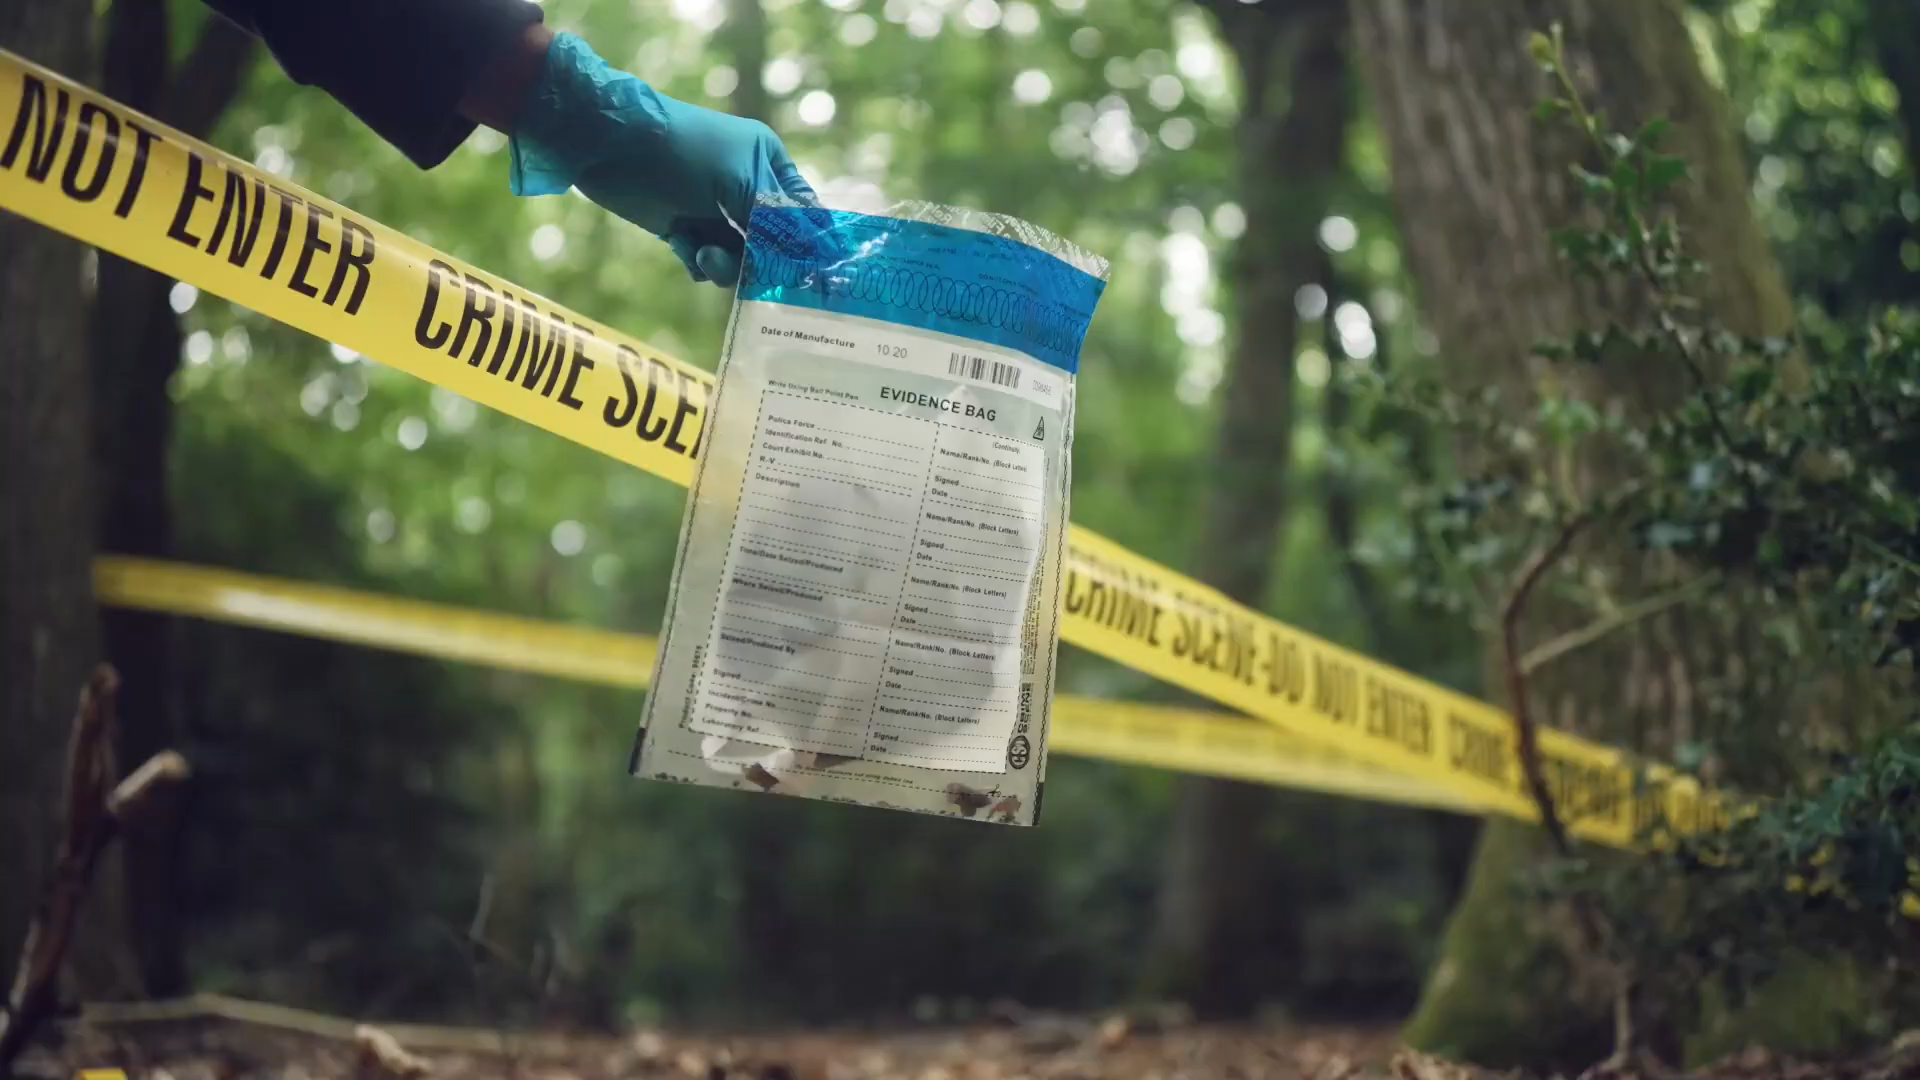 NOT ENTER CRIME SCE
Date of Manufacture 10 20
Write Using Ball Point Pen
EVIDENCE BAG
Police Force
Identification Ref. No.
Court Exhibit No.
R.-V
Description
Time/Date Seized/Produced
Where Seized/Produced
Seized/Produced By
Signed
Incident/Crime No.
Property No.
Laboratory Ref
(Continuity
Name/Rank/No. (Block Letter
Signed
Date
Name/Rank/No. (Block Letters)
Signed
Date
Name/Rank/No. (Block Letters)
Signed
Date
Name/Rank/No. (Block Letters
Signed
Date
Name/Rank/No. (Block Letters)
Signed
Date
CRIME SCENE-DO NOT ENTER CRIME